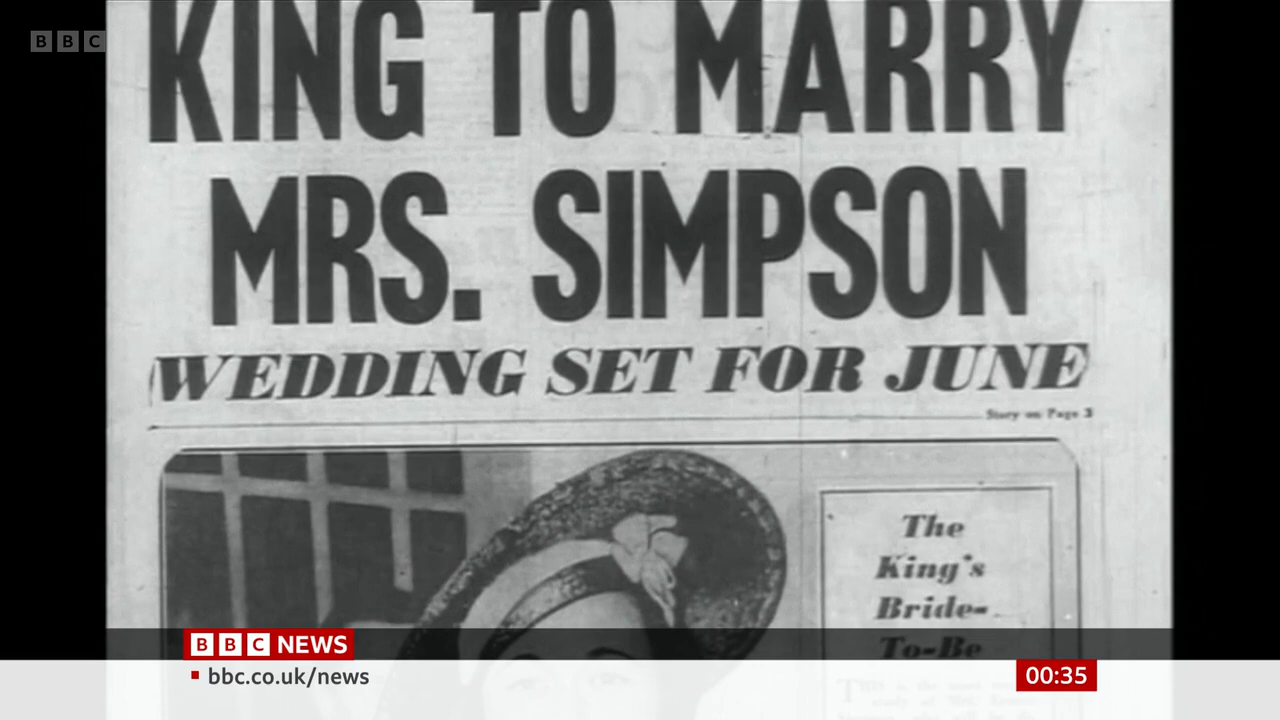 BBC
KING TO MARRY
MRS. SIMPSON
WEDDING SET FOR JUNE
Story on Page 3
The
King's
Bride-
To-Be
BBC NEWS
bbc.co.uk/news
00:35